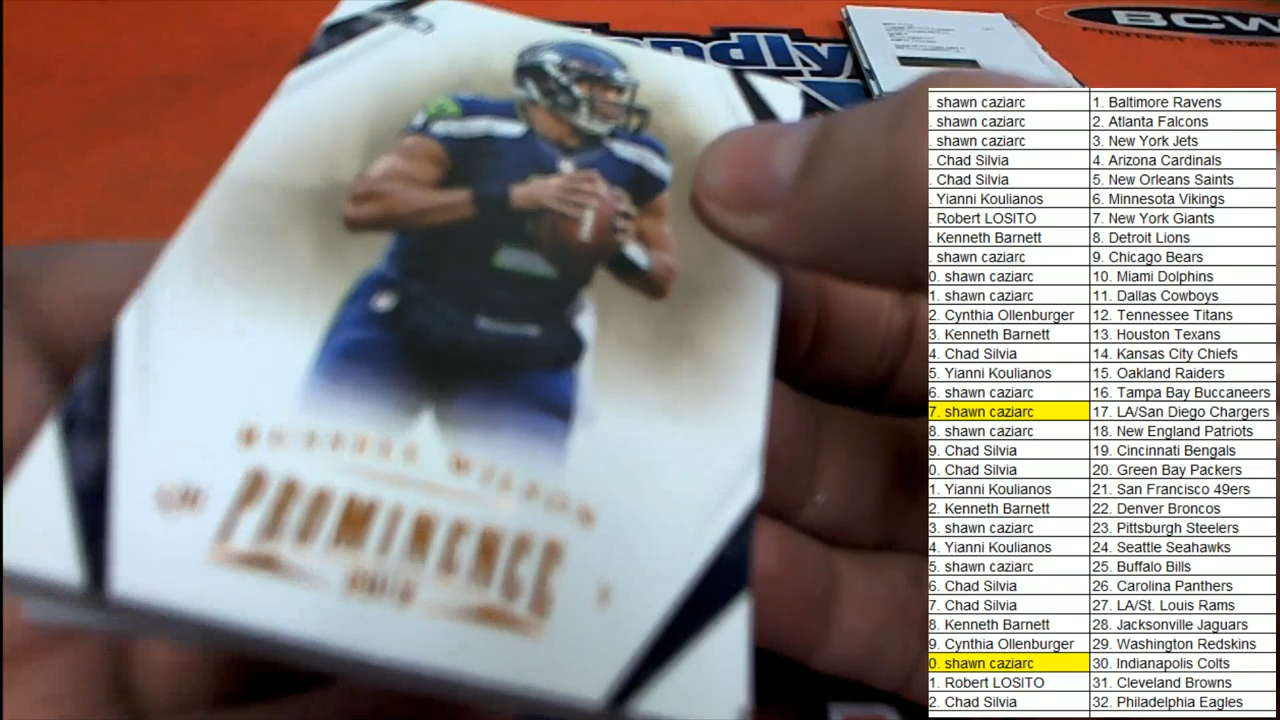 ndly
BCW
PROTECT STO
RUSSELL WILSON
PROMINENCE
. shawn caziarc 1. Baltimore Ravens
. shawn caziarc 2. Atlanta Falcons
. shawn caziarc 3. New York Jets
. Chad Silvia 4. Arizona Cardinals
. Chad Silvia 5. New Orleans Saints
. Yianni Koulianos 6. Minnesota Vikings
. Robert LOSITO 7. New York Giants
. Kenneth Barnett 8. Detroit Lions
. shawn caziarc 9. Chicago Bears
0. shawn caziarc 10. Miami Dolphins
1. shawn caziarc 11. Dallas Cowboys
2. Cynthia Ollenburger 12. Tennessee Titans
3. Kenneth Barnett 13. Houston Texans
4. Chad Silvia 14. Kansas City Chiefs
5. Yianni Koulianos 15. Oakland Raiders
6. shawn caziarc 16. Tampa Bay Buccaneers
7. shawn caziarc 17. LA/San Diego Chargers
8. shawn caziarc 18. New England Patriots
9. Chad Silvia 19. Cincinnati Bengals
0. Chad Silvia 20. Green Bay Packers
1. Yianni Koulianos 21. San Francisco 49ers
2. Kenneth Barnett 22. Denver Broncos
3. shawn caziarc 23. Pittsburgh Steelers
4. Yianni Koulianos 24. Seattle Seahawks
5. shawn caziarc 25. Buffalo Bills
6. Chad Silvia 26. Carolina Panthers
7. Chad Silvia 27. LA/St. Louis Rams
8. Kenneth Barnett 28. Jacksonville Jaguars
9. Cynthia Ollenburger 29. Washington Redskins
0. shawn caziarc 30. Indianapolis Colts
1. Robert LOSITO 31. Cleveland Browns
2. Chad Silvia 32. Philadelphia Eagles